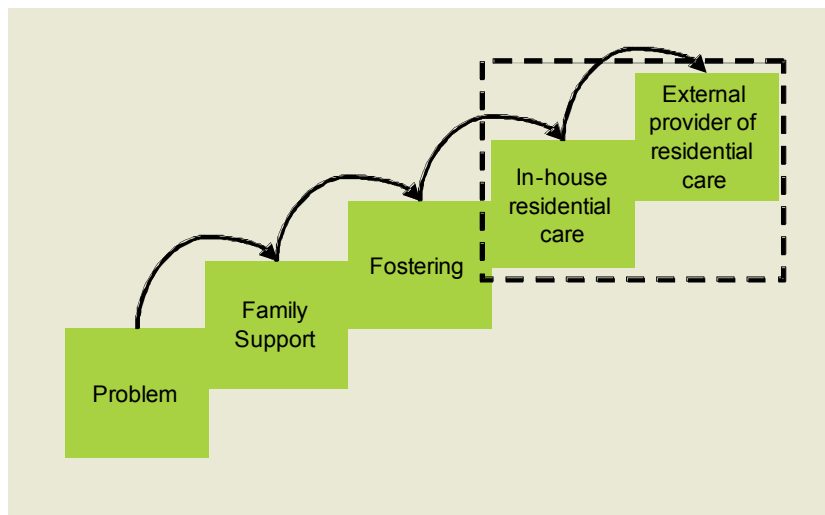 Problem
Family
Support
Fostering
In-house
residential
care
External
provider of
residential
care